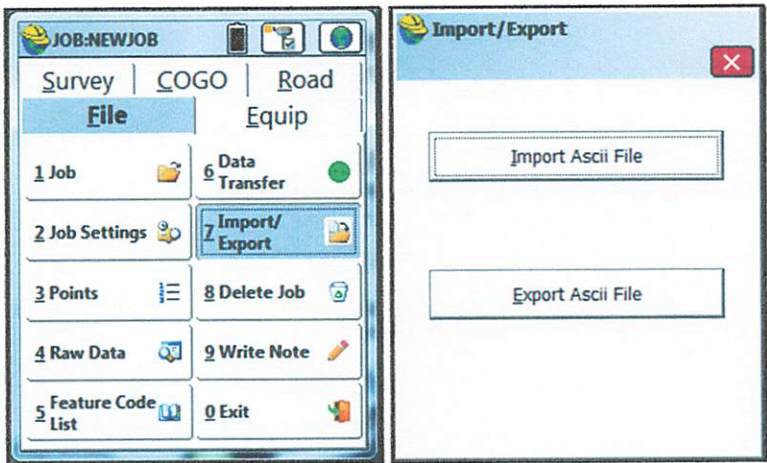 JOB:NEWJOB
Survey
COGO
Road
File
Equip
1 Job
6 Data
Transfer
2 Job Settings
7 Import/
Export
3 Points
8 Delete Job
4 Raw Data
9 Write Note
5 Feature Code
List
0 Exit
Import/Export
Import Ascii File
Export Ascii File